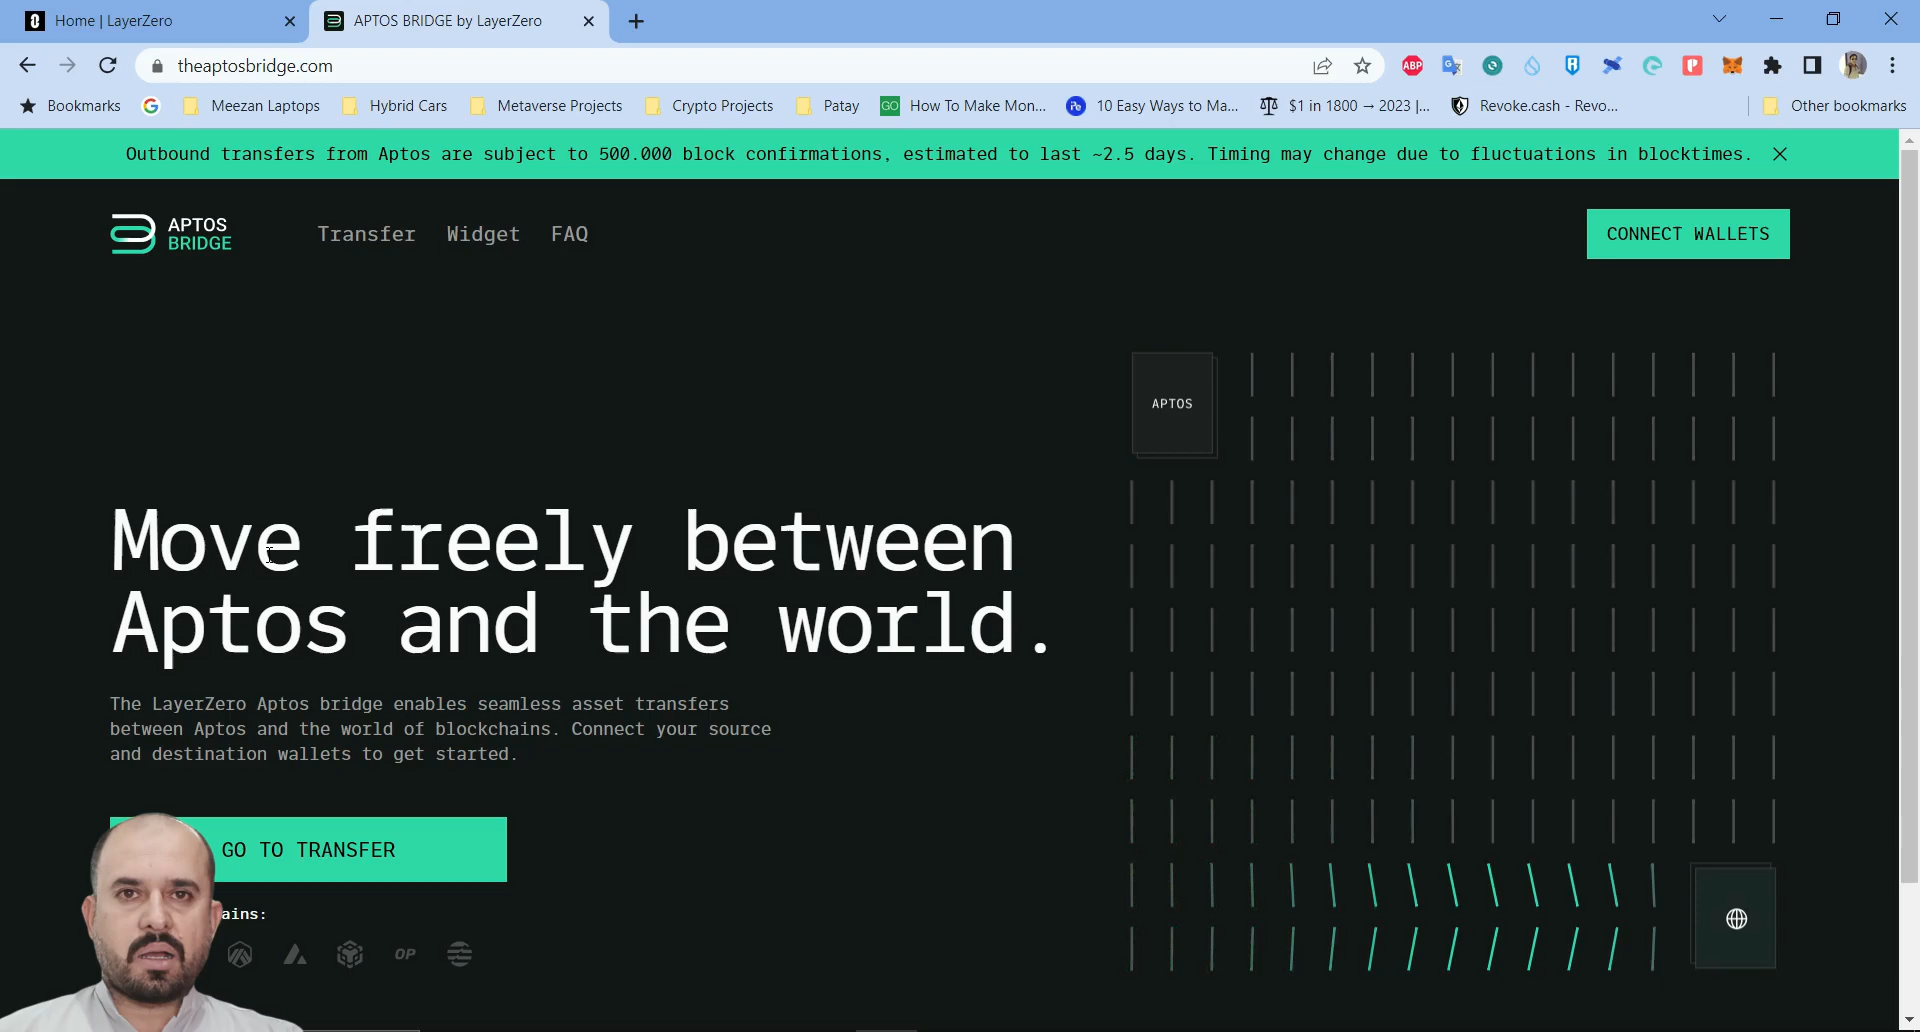 Home | LayerZero
APTOS BRIDGE by LayerZero
theaptosbridge.com
ABP
Bookmarks
Meezan Laptops
Hybrid Cars
Metaverse Projects
Crypto Projects
Patay
GO
How To Make Mon...
10 Easy Ways to Ma...
$1 in 1800 → 2023 |...
Revoke.cash - Revo...
Other bookmarks
Outbound transfers from Aptos are subject to 500.000 block confirmations, estimated to last ~2.5 days. Timing may change due to fluctuations in blocktimes.
APTOS
BRIDGE
Transfer
Widget
FAQ
CONNECT WALLETS
APTOS
Move freely between
Aptos and the world.
The LayerZero Aptos bridge enables seamless asset transfers
between Aptos and the world of blockchains. Connect your source
and destination wallets to get started.
GO TO TRANSFER
ains:
OP